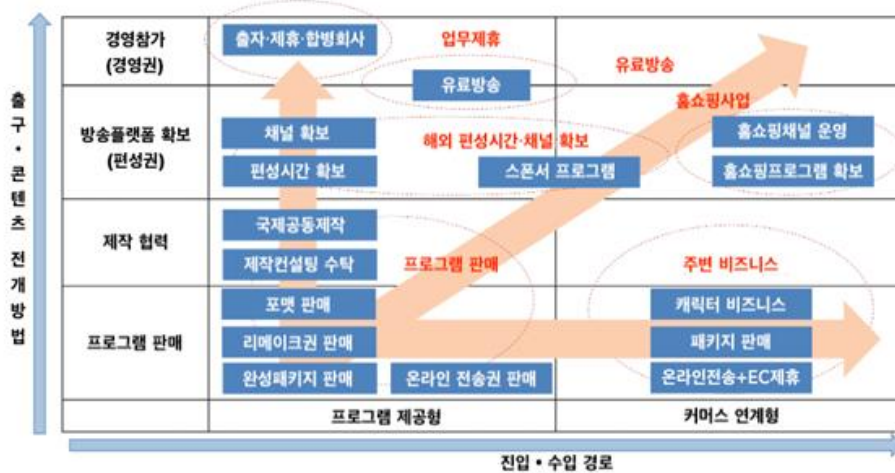 출구·콘텐츠 전개방법
경영참가
(경영권)
출자·제휴·합병회사
업무제휴
유료방송
유료방송
방송플랫폼 확보
(편성권)
채널 확보
편성시간 확보
해외 편성시간·채널 확보
스폰서 프로그램
홈쇼핑사업
홈쇼핑채널 운영
홈쇼핑프로그램 확보
제작 협력
국제공동제작
제작컨설팅 수탁
프로그램 판매
주변 비즈니스
프로그램 판매
포맷 판매
리메이크권 판매
완성패키지 판매
온라인 전송권 판매
캐릭터 비즈니스
패키지 판매
온라인전송+EC제휴
프로그램 제공형
커머스 연계형
진입·수입 경로